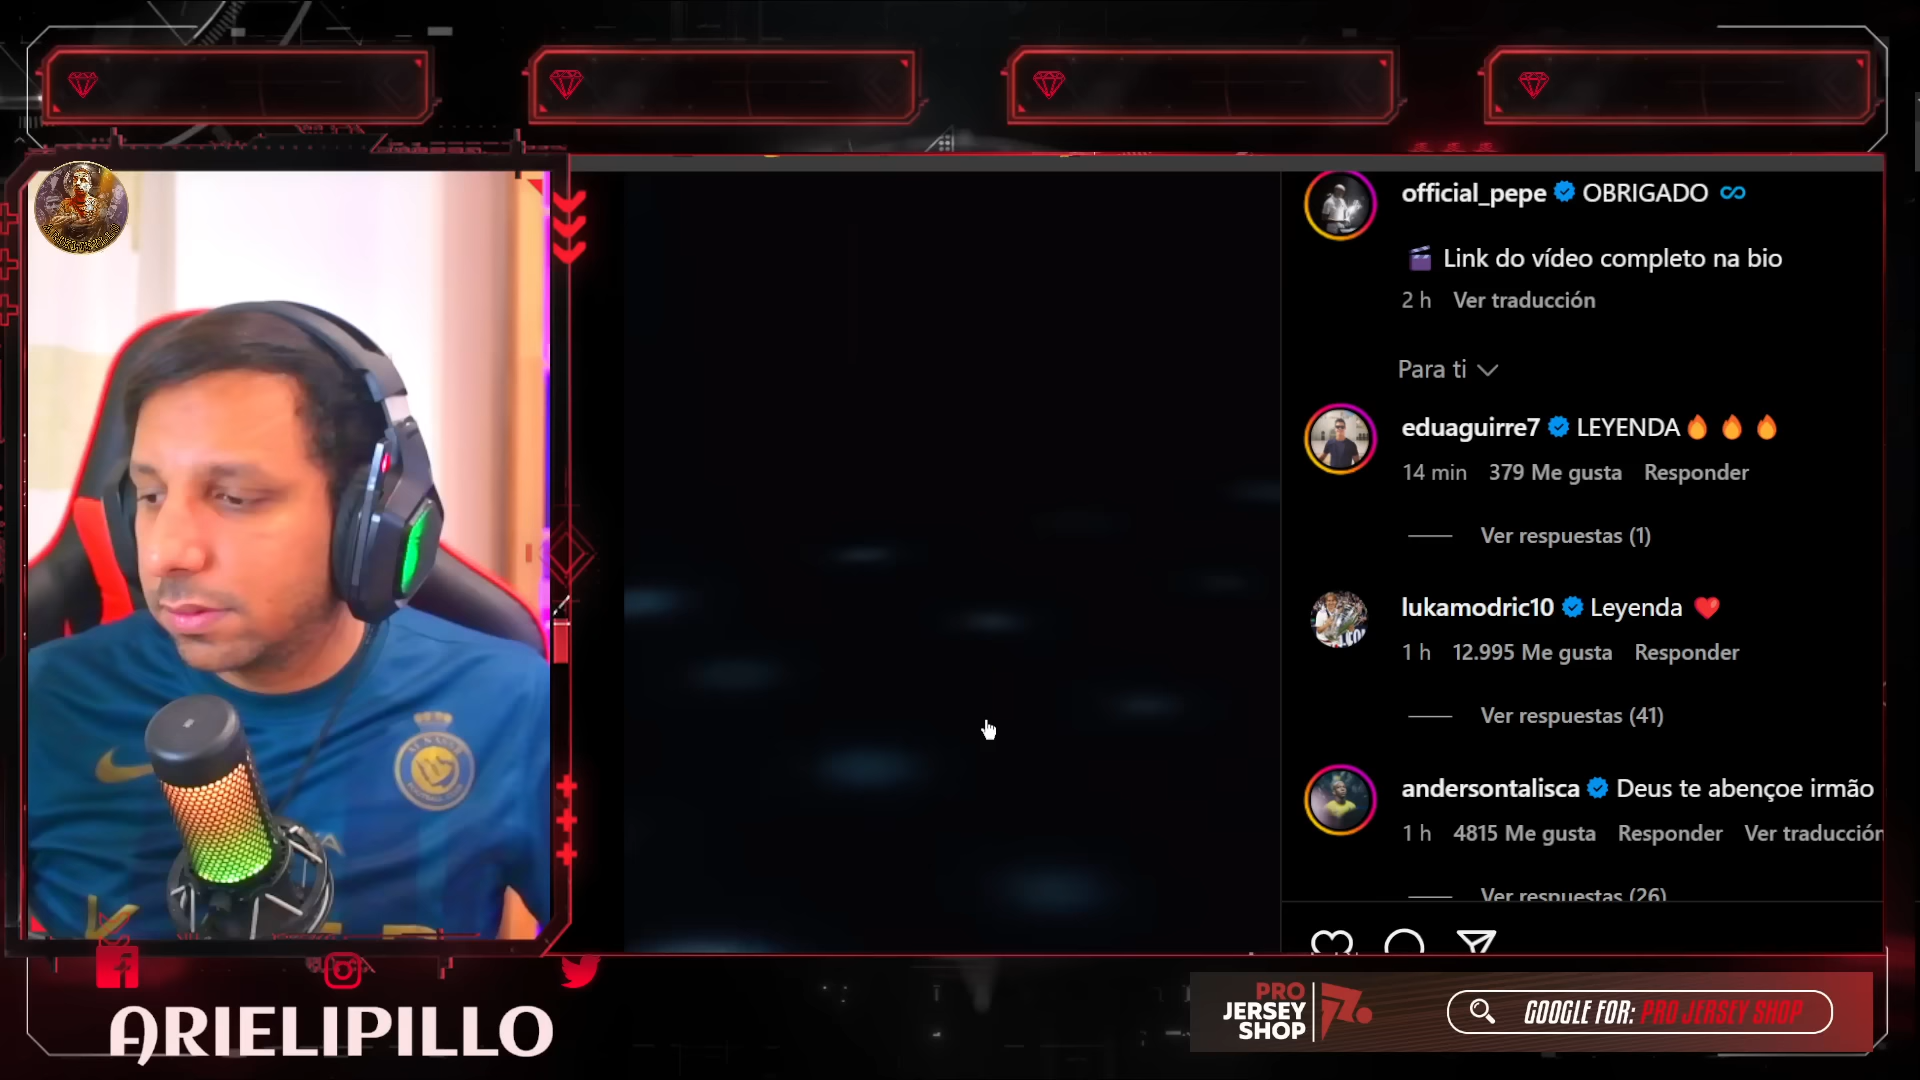 official_pepe OBRIGADO
Link do vídeo completo na bio
2 h Ver traducción
Para ti
eduaguirre7 LEYENDA
14 min 379 Me gusta Responder
Ver respuestas (1)
lukamodric10 Leyenda
1 h 12.995 Me gusta Responder
Ver respuestas (41)
andersontalisca Deus te abençoe irmão
1 h 4815 Me gusta Responder Ver traducción
Ver respuestas (26)
ARIELIPILLO
PRO
JERSEY
SHOP
GOOGLE FOR: PRO JERSEY SHOP